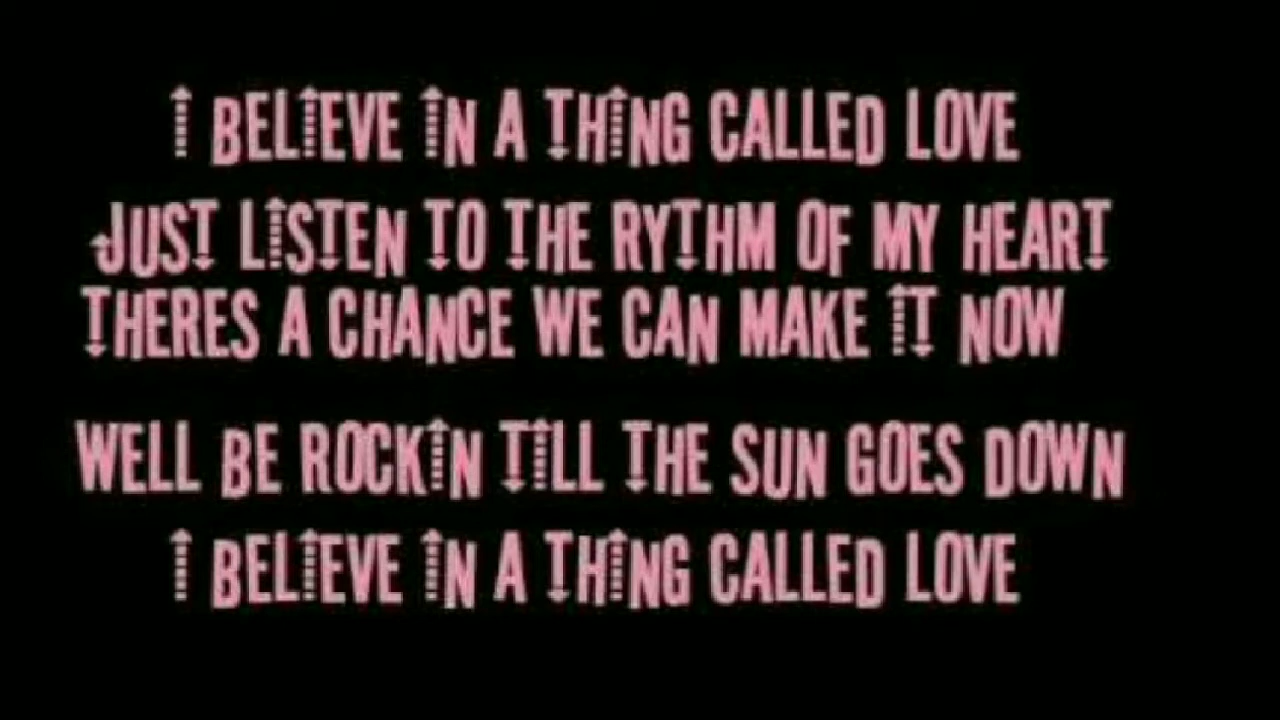 I BELIEVE IN A THING CALLED LOVE
JUST LISTEN TO THE RYTHM OF MY HEART
THERES A CHANCE WE CAN MAKE IT NOW
WELL BE ROCKIN TILL THE SUN GOES DOWN
I BELIEVE IN A THING CALLED LOVE